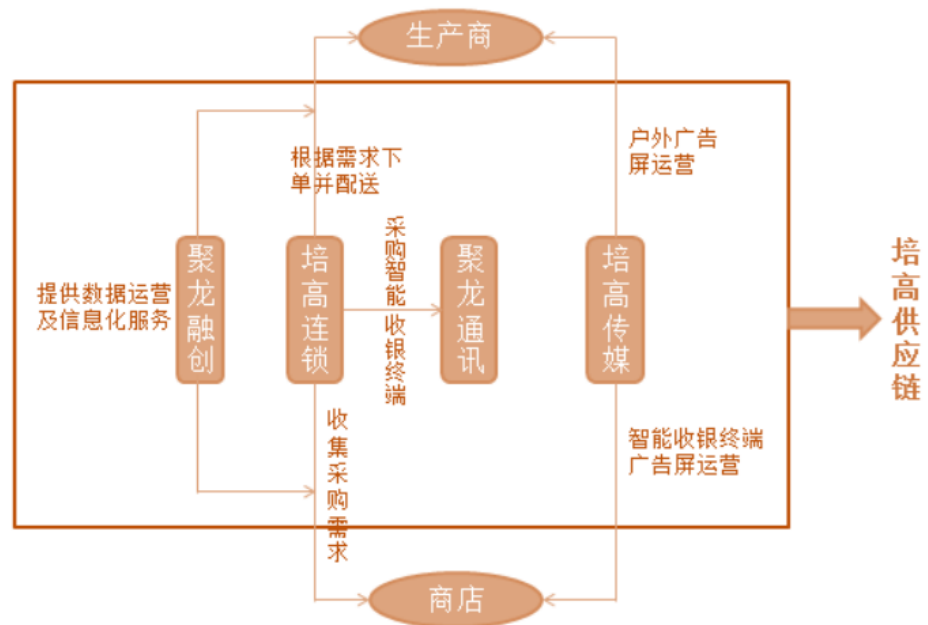 生产商
户外广告
屏运营
根据需求下
单并配送
提供数据运营
及信息化服务
聚龙融创
培高连锁
采购智能
收银终端
聚龙通讯
培高传媒
培高供应链
收集采购需求
智能收银终端
广告屏运营
商店